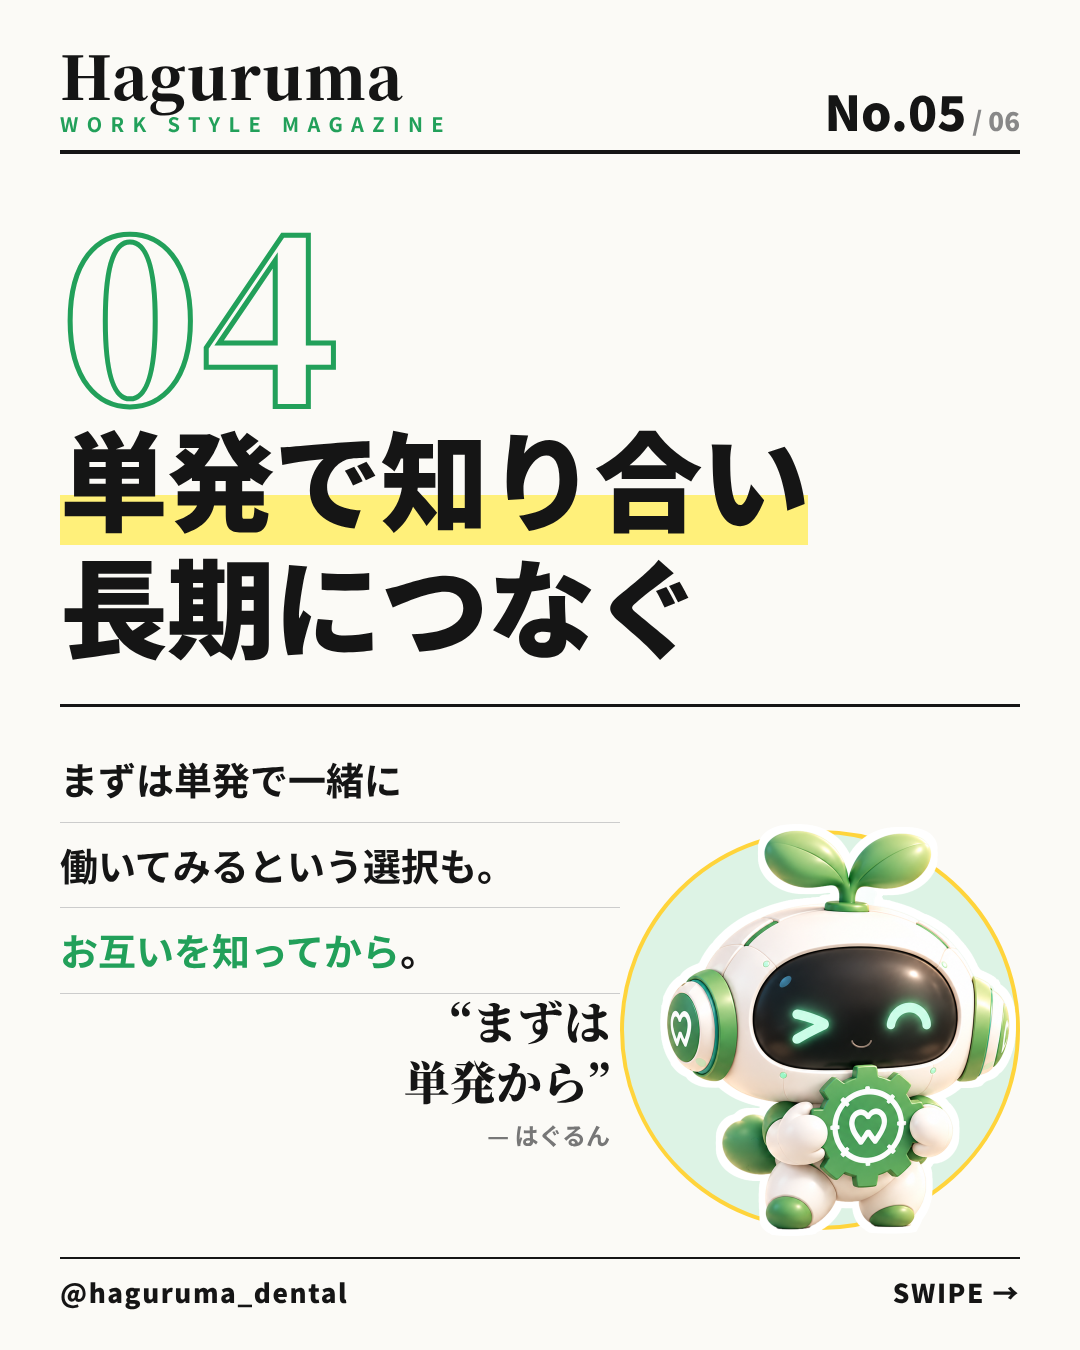 Haguruma
WORK STYLE MAGAZINE
No.05 / 06
04
単発で知り合い
長期につなぐ
まずは単発で一緒に
働いてみるという選択も。
お互いを知ってから。
“まずは
単発から”
— はぐるん
@haguruma_dental
SWIPE →